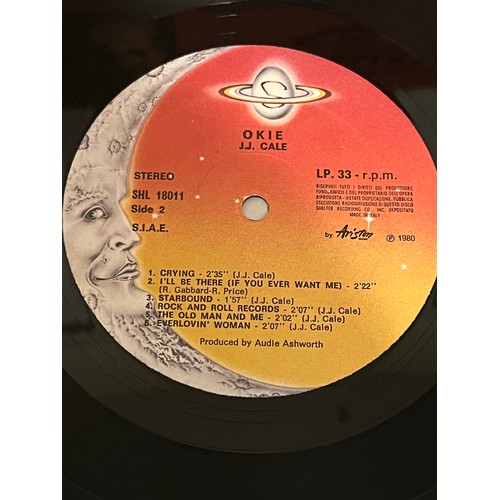 OKIE
J.J. CALE
STEREO
SHL 18011
Side 2
S.I.A.E.
LP. 33 - r.p.m.
RISERVATI TUTTI I DIRITTI DEL PRODUTTORE
FONOGRAFICO E DEL PROPRIETARIO DELL'OPERA
RIPRODOTTA - VIETATE DUPLICAZIONE, PUBBLICA
ESECUZIONE RADIODIFFUSIONE DI QUESTO DISCO
SHELTER RECORDING CO., INC. DEPOSITATO
MADE IN ITALY
by Ariston ℗ 1980
1. CRYING - 2'35'' (J.J. Cale)
2. I'LL BE THERE (IF YOU EVER WANT ME) - 2'22''
(R. Gabbard-R. Price)
3. STARBOUND - 1'57'' (J.J. Cale)
4. ROCK AND ROLL RECORDS - 2'07'' (J.J. Cale)
5. THE OLD MAN AND ME - 2'02'' (J.J. Cale)
6. EVERLOVIN' WOMAN - 2'07'' (J.J. Cale)
Produced by Audie Ashworth